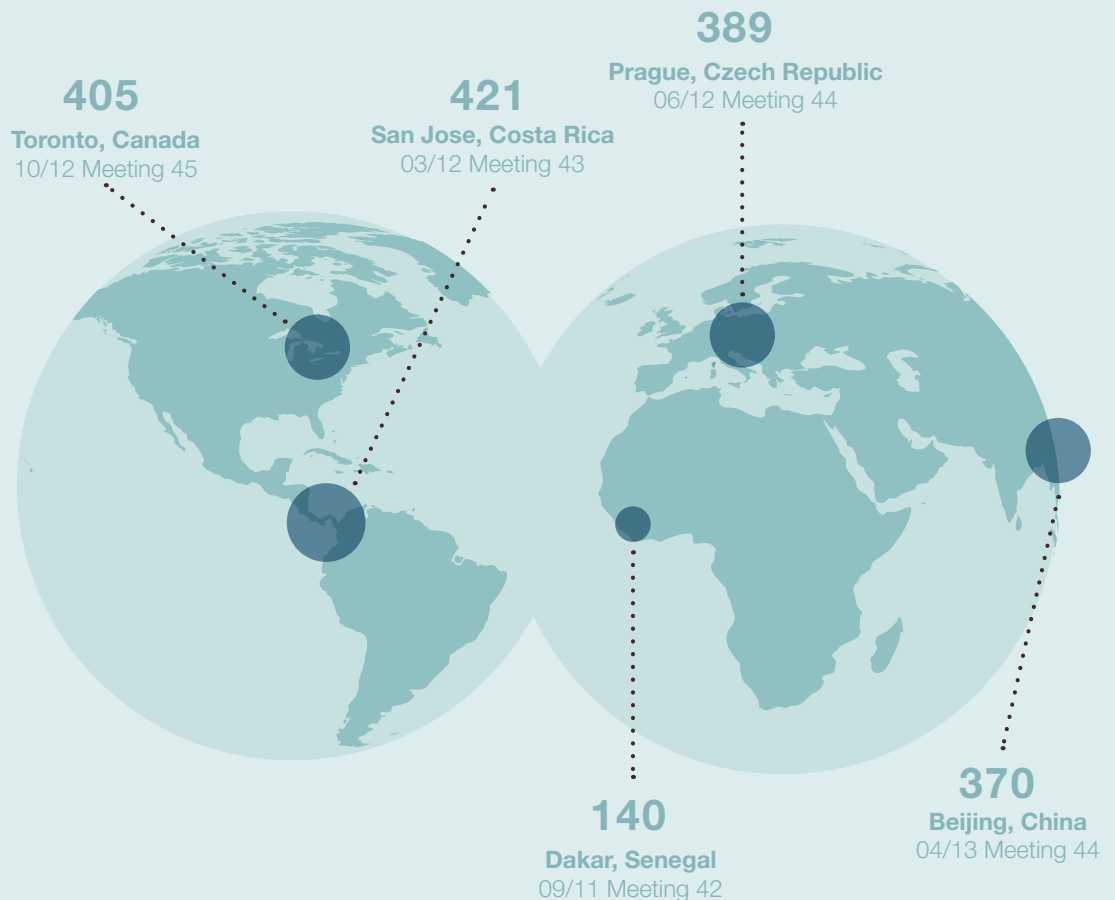 389
Prague, Czech Republic
06/12 Meeting 44
405
Toronto, Canada
10/12 Meeting 45
421
San Jose, Costa Rica
03/12 Meeting 43
370
Beijing, China
04/13 Meeting 44
140
Dakar, Senegal
09/11 Meeting 42